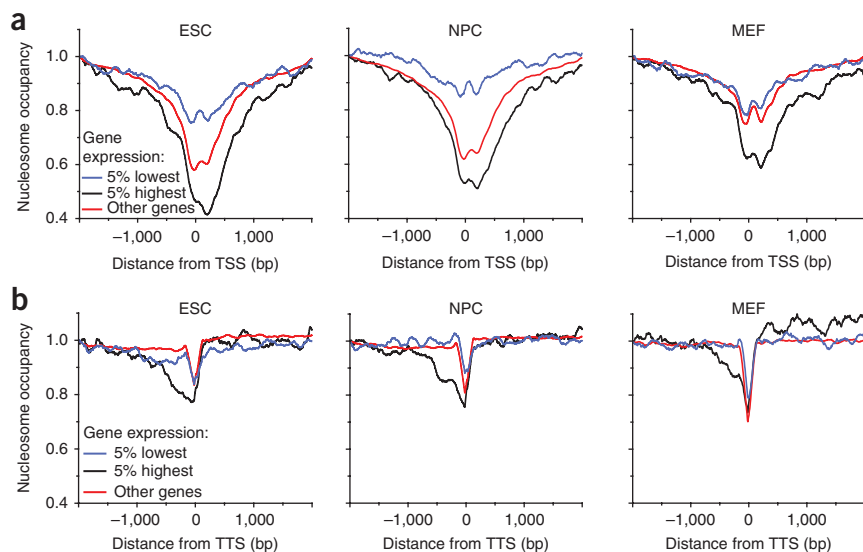 a
ESC
NPC
MEF
Nucleosome occupancy
1.0
0.8
0.6
0.4
Gene
expression:
5% lowest
5% highest
Other genes
–1,000 0 1,000
–1,000 0 1,000
–1,000 0 1,000
Distance from TSS (bp)
Distance from TSS (bp)
Distance from TSS (bp)
b
ESC
NPC
MEF
Nucleosome occupancy
1.0
0.8
0.6
0.4
Gene expression:
5% lowest
5% highest
Other genes
–1,000 0 1,000
–1,000 0 1,000
–1,000 0 1,000
Distance from TTS (bp)
Distance from TTS (bp)
Distance from TTS (bp)